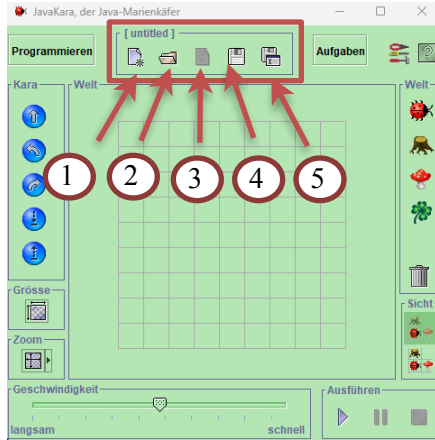 JavaKara, der Java-Marienkäfer
[ untitled ]
Programmieren
Aufgaben
Kara
Welt
Welt
1
2
3
4
5
Grösse
Sicht
Zoom
Geschwindigkeit
Ausführen
langsam
schnell